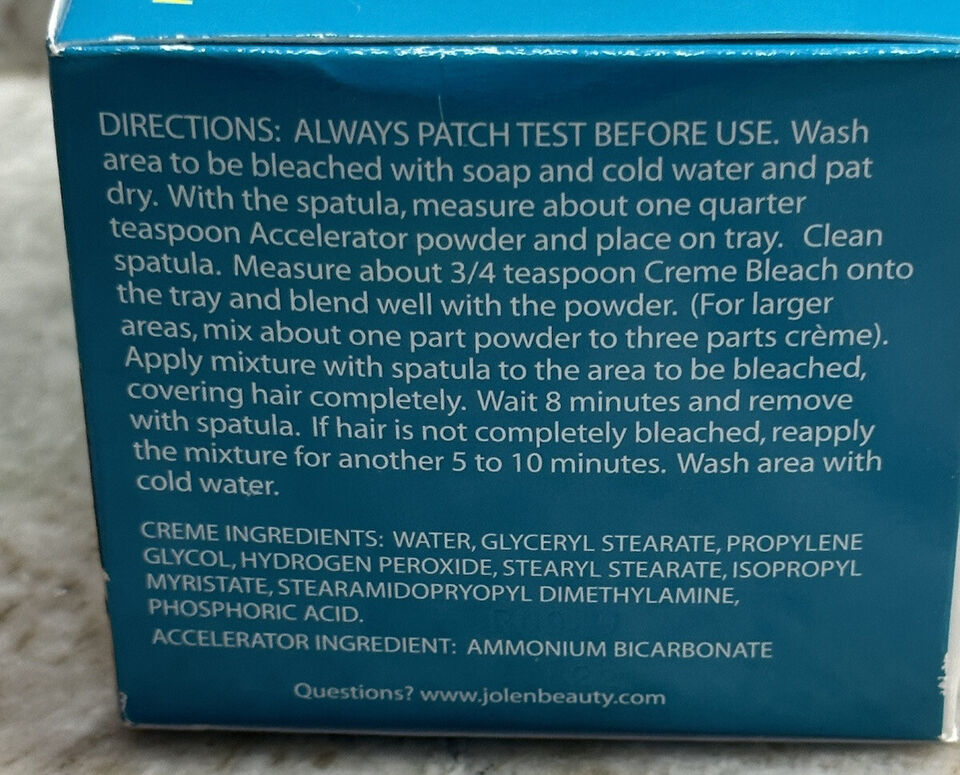 DIRECTIONS: ALWAYS PATCH TEST BEFORE USE. Wash
area to be bleached with soap and cold water and pat
dry. With the spatula, measure about one quarter
teaspoon Accelerator powder and place on tray. Clean
spatula. Measure about 3/4 teaspoon Creme Bleach onto
the tray and blend well with the powder. (For larger
areas, mix about one part powder to three parts crème).
Apply mixture with spatula to the area to be bleached,
covering hair completely. Wait 8 minutes and remove
with spatula. If hair is not completely bleached, reapply
the mixture for another 5 to 10 minutes. Wash area with
cold water.
CREME INGREDIENTS: WATER, GLYCERYL STEARATE, PROPYLENE
GLYCOL, HYDROGEN PEROXIDE, STEARYL STEARATE, ISOPROPYL
MYRISTATE, STEARAMIDOPRYOPYL DIMETHYLAMINE,
PHOSPHORIC ACID.
ACCELERATOR INGREDIENT: AMMONIUM BICARBONATE
Questions? www.jolenbeauty.com